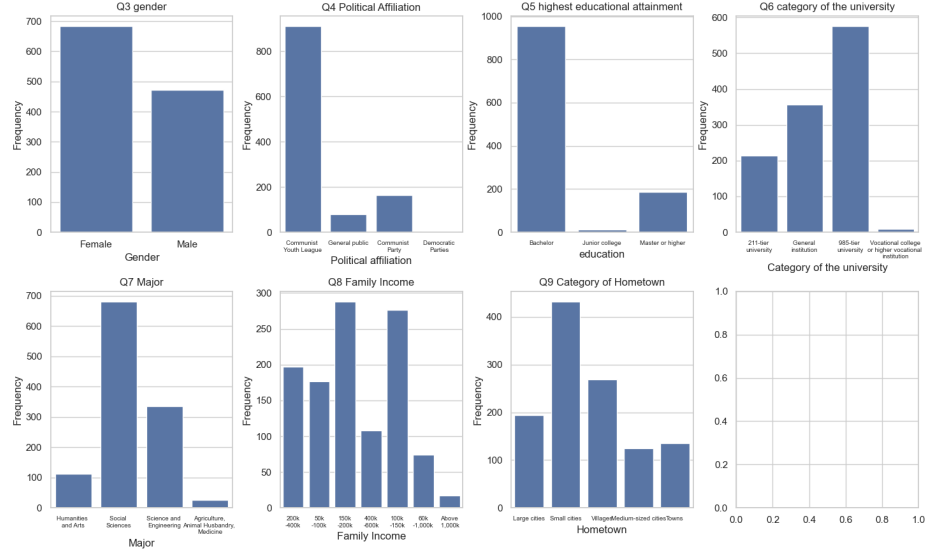 Q3 gender
700
600
500
400
300
200
100
0
Frequency
Female
Male
Gender
Q4 Political Affiliation
800
600
400
200
0
Frequency
Communist
Youth League
General public
Communist
Party
Democratic
Parties
Political affiliation
Q5 highest educational attainment
1000
800
600
400
200
0
Frequency
Bachelor
Junior college
Master or higher
education
Q6 category of the university
600
500
400
300
200
100
0
Frequency
211-tier
university
General
institution
985-tier
university
Vocational college
or higher vocational
institution
Category of the university
Q7 Major
700
600
500
400
300
200
100
0
Frequency
Humanities
and Arts
Social
Sciences
Science and
Engineering
Agriculture,
Animal Husbandry,
Medicine
Major
Q8 Family Income
300
250
200
150
100
50
0
Frequency
200k
-400k
50k
-100k
150k
-200k
400k
-600k
100k
-150k
60k
-1,000k
Above
1,000k
Family Income
Q9 Category of Hometown
400
300
200
100
0
Frequency
Large cities
Small cities
Villages
Medium-sized cities
Towns
Hometown
1.0
0.8
0.6
0.4
0.2
0.0
0.0
0.2
0.4
0.6
0.8
1.0